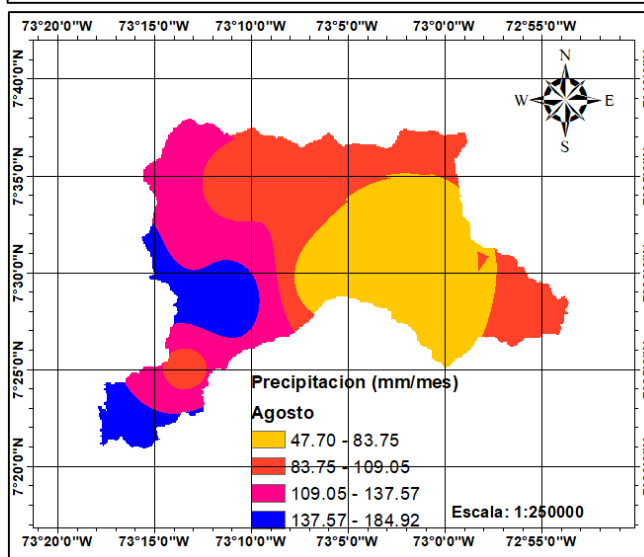 73°20'0"W 73°15'0"W 73°10'0"W 73°5'0"W 73°0'0"W 72°55'0"W
N
W E
S
7°40'0"N
7°35'0"N
7°30'0"N
7°25'0"N
7°20'0"N
Precipitacion (mm/mes)
Agosto
47.70 - 83.75
83.75 - 109.05
109.05 - 137.57
137.57 - 184.92
Escala: 1:250000
73°20'0"W 73°15'0"W 73°10'0"W 73°5'0"W 73°0'0"W 72°55'0"W